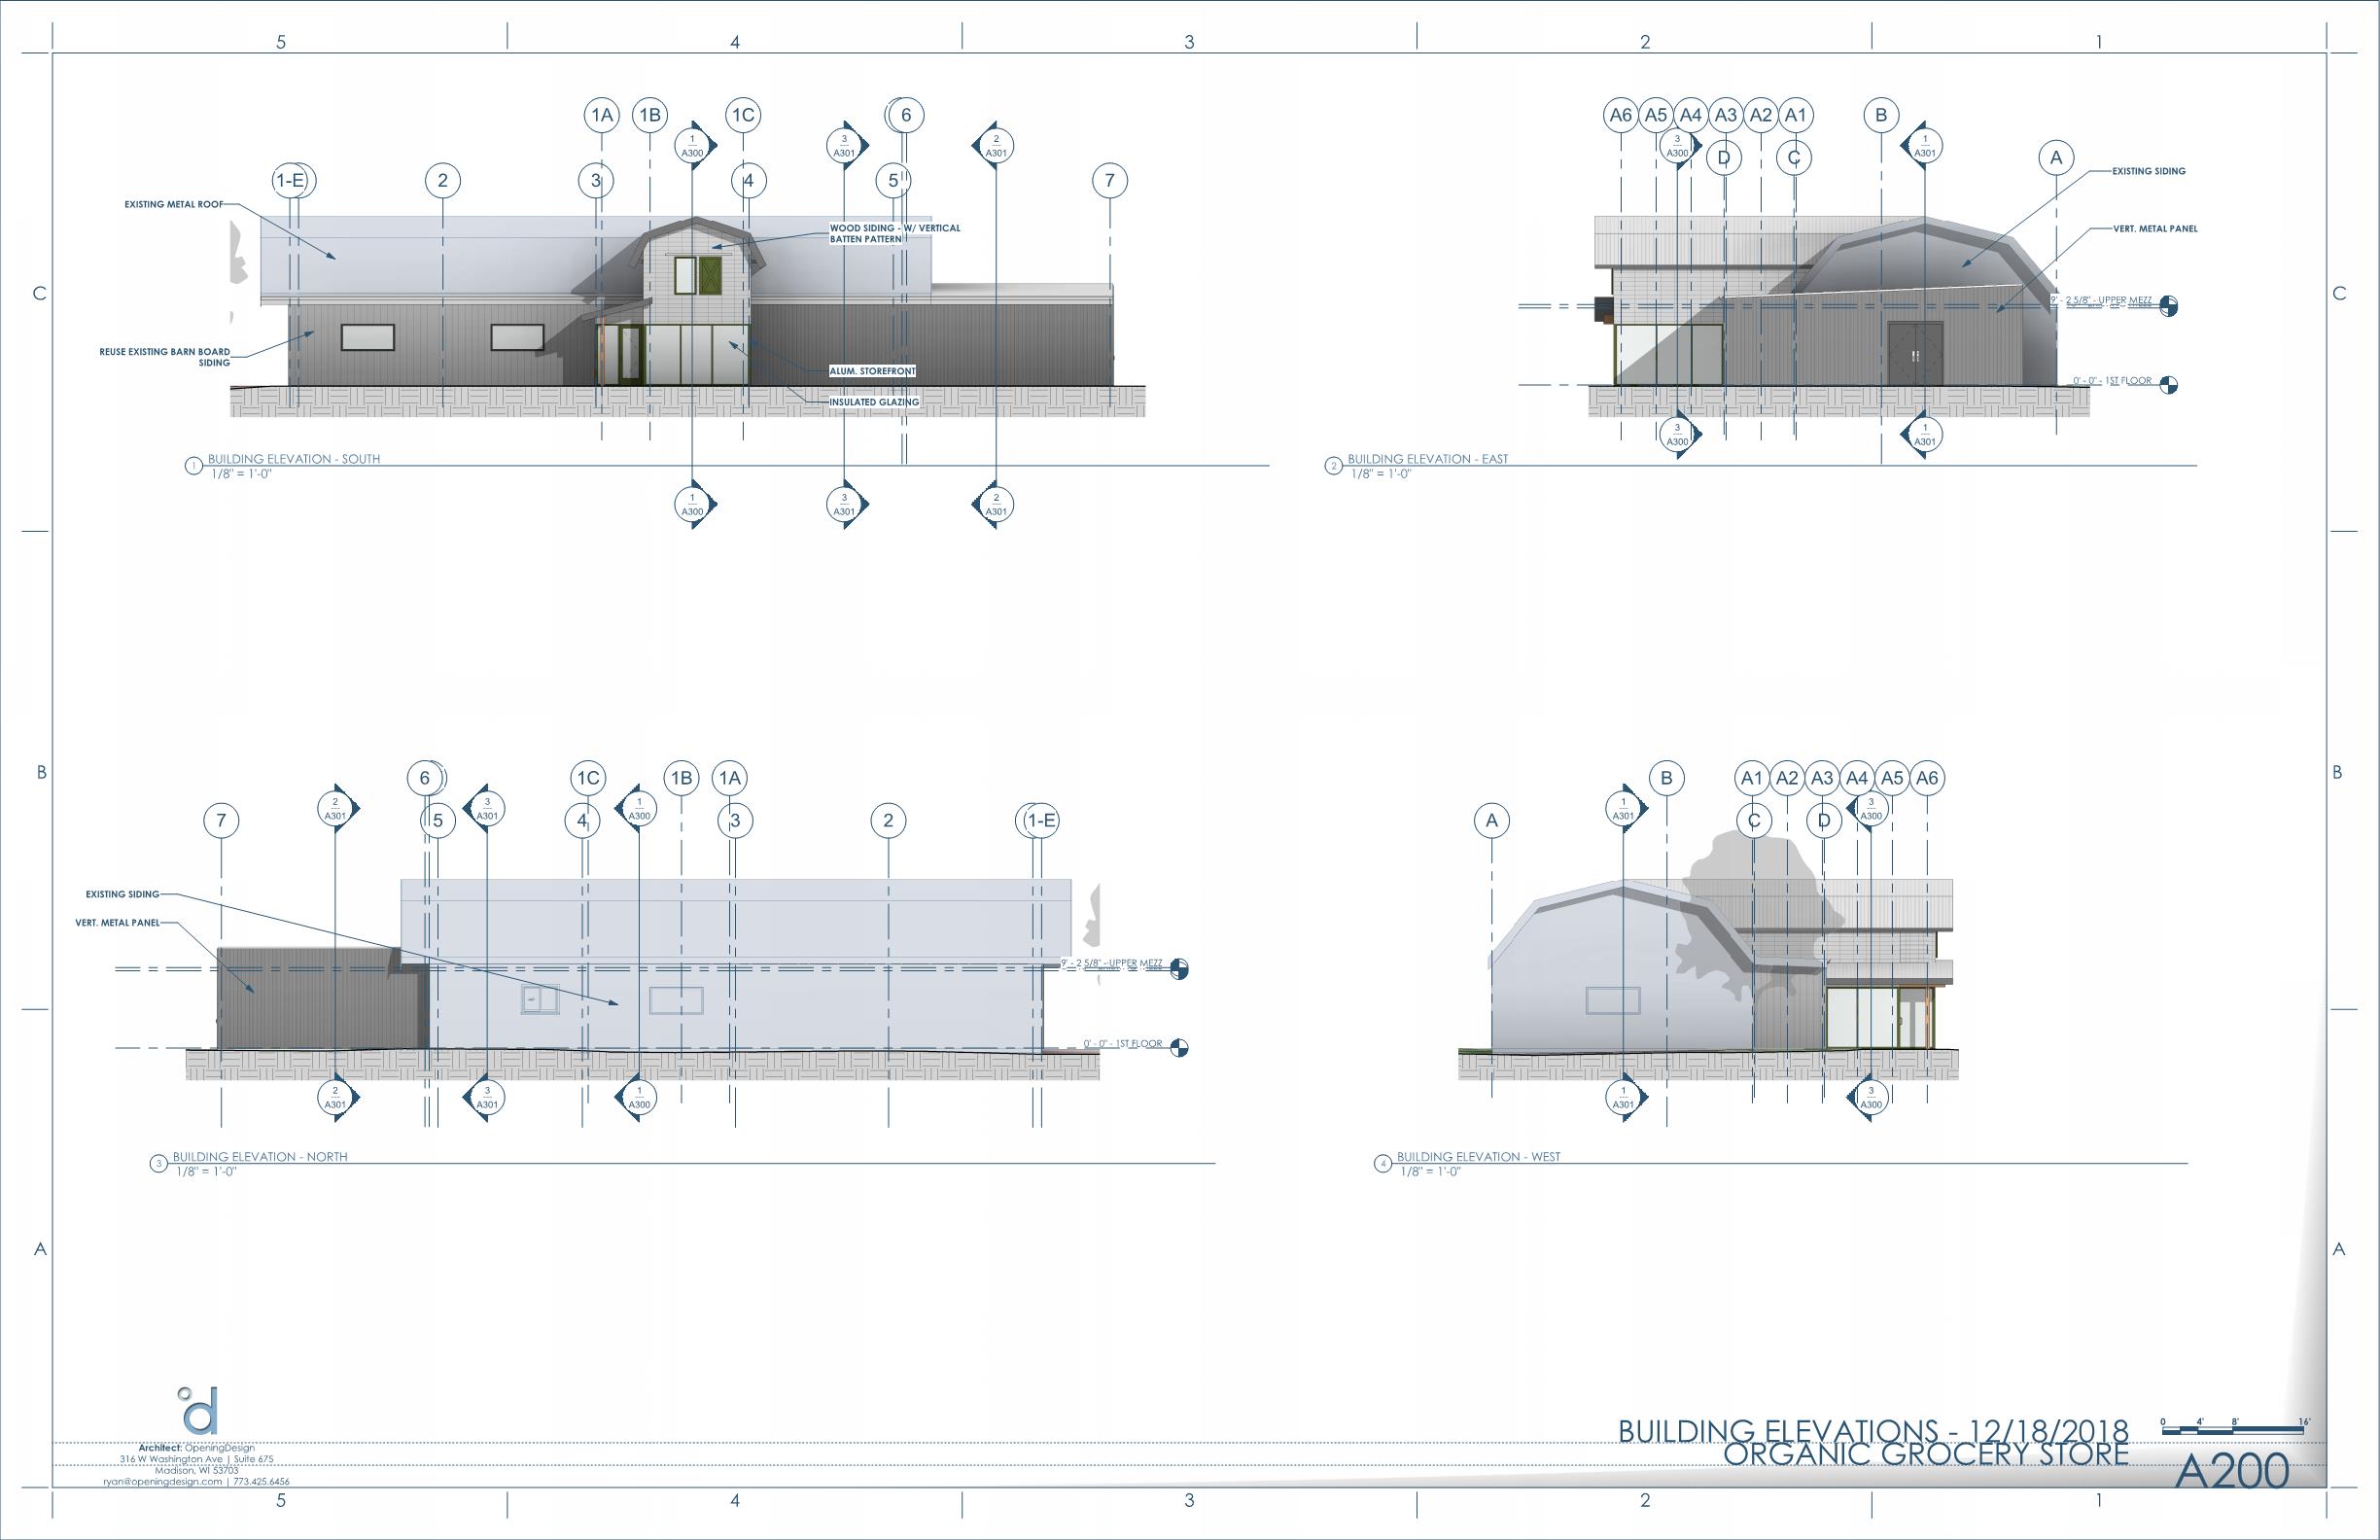 5 4 3 2 1
1A 1B 1C 6
A6 A5 A4 A3 A2 A1 B
1
A300
3
A301
2
A301
3
A300
D C
1
A301
A
1-E 2 3 4 5 7
EXISTING METAL ROOF
WOOD SIDING - W/ VERTICAL
BATTEN PATTERN
REUSE EXISTING BARN BOARD
SIDING
ALUM. STOREFRONT
INSULATED GLAZING
EXISTING SIDING
VERT. METAL PANEL
9' - 2 5/8" - UPPER MEZZ
0' - 0" - 1ST FLOOR
C C
3
A300
1
A301
1 BUILDING ELEVATION - SOUTH
1/8" = 1'-0"
2 BUILDING ELEVATION - EAST
1/8" = 1'-0"
1
A300
3
A301
2
A301
B B
6 1C 1B 1A
7 5 4 3 2 1-E
2
A301
3
A301
1
A300
EXISTING SIDING
VERT. METAL PANEL
9' - 2 5/8" - UPPER MEZZ
0' - 0" - 1ST FLOOR
2
A301
3
A301
1
A300
3 BUILDING ELEVATION - NORTH
1/8" = 1'-0"
B A1 A2 A3 A4 A5 A6
A C D
1
A301
3
A300
1
A301
3
A300
4 BUILDING ELEVATION - WEST
1/8" = 1'-0"
A A
d
Architect: OpeningDesign
316 W Washington Ave | Suite 675
Madison, WI 53703
ryan@openingdesign.com | 773.425.6456
BUILDING ELEVATIONS - 12/18/2018
ORGANIC GROCERY STORE
0 4' 8' 16'
A200
5 4 3 2 1